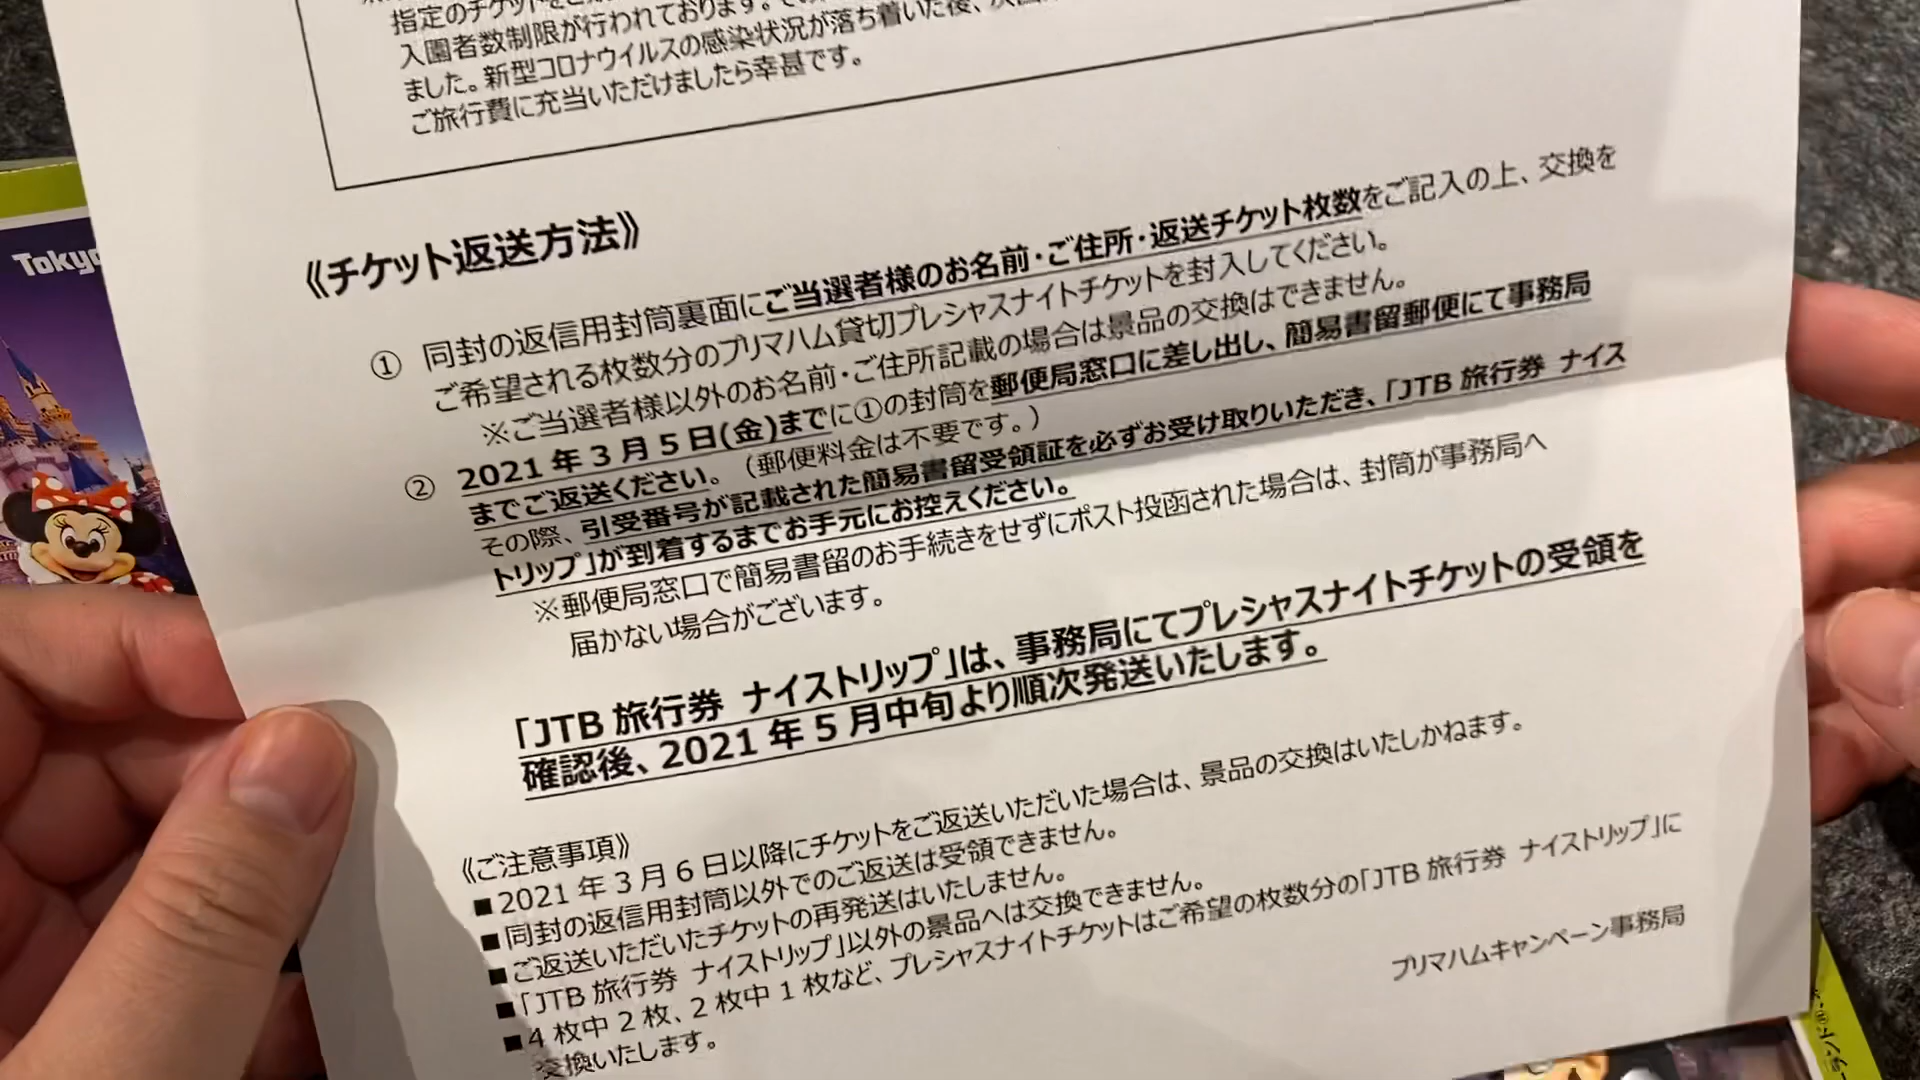 指定のチケットをご
入園者数制限が行われております。
ました。新型コロナウイルスの感染状況が落ち着いた後、次回
ご旅行費に充当いただけましたら幸甚です。
《チケット返送方法》
① 同封の返信用封筒裏面にご当選者様のお名前・ご住所・返送チケット枚数をご記入の上、交換を
ご希望される枚数分のプリマハム貸切プレシャスナイトチケットを封入してください。
※ご当選者様以外のお名前・ご住所記載の場合は景品の交換はできません。
② 2021年3月5日(金)までに①の封筒を郵便局窓口に差し出し、簡易書留郵便にて事務局
までご返送ください。（郵便料金は不要です。）
その際、引受番号が記載された簡易書留受領証を必ずお受け取りいただき、「JTB 旅行券 ナイス
トリップ」が到着するまでお手元にお控えください。
※郵便局窓口で簡易書留のお手続きをせずにポスト投函された場合は、封筒が事務局へ
届かない場合がございます。
「JTB 旅行券 ナイストリップ」は、事務局にてプレシャスナイトチケットの受領を
確認後、2021年5月中旬より順次発送いたします。
《ご注意事項》
■2021年3月6日以降にチケットをご返送いただいた場合は、景品の交換はいたしかねます。
■同封の返信用封筒以外でのご返送は受領できません。
■ご返送いただいたチケットの再発送はいたしません。
■「JTB 旅行券 ナイストリップ」以外の景品へは交換できません。
■4枚中2枚、2枚中1枚など、プレシャスナイトチケットはご希望の枚数分の「JTB 旅行券 ナイストリップ」に
交換いたします。
プリマハムキャンペーン事務局
Tokyo